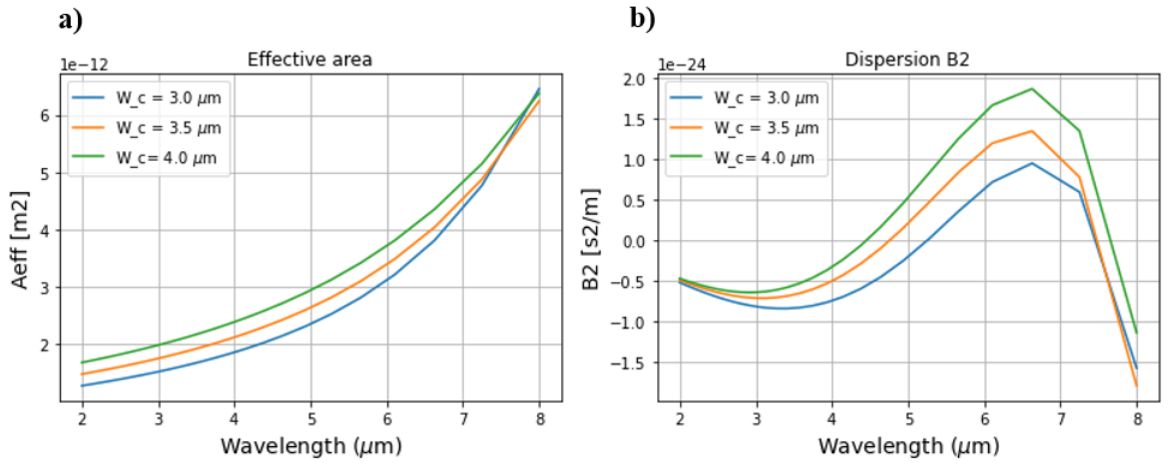 a)
Effective area
1e−12
W_c = 3.0 μm
W_c = 3.5 μm
W_c= 4.0 μm
6
5
4
3
2
Aeff [m2]
2 3 4 5 6 7 8
Wavelength (μm)
b)
Dispersion B2
1e−24
W_c = 3.0 μm
W_c = 3.5 μm
W_c= 4.0 μm
2.0
1.5
1.0
0.5
0.0
−0.5
−1.0
−1.5
B2 [s2/m]
2 3 4 5 6 7 8
Wavelength (μm)